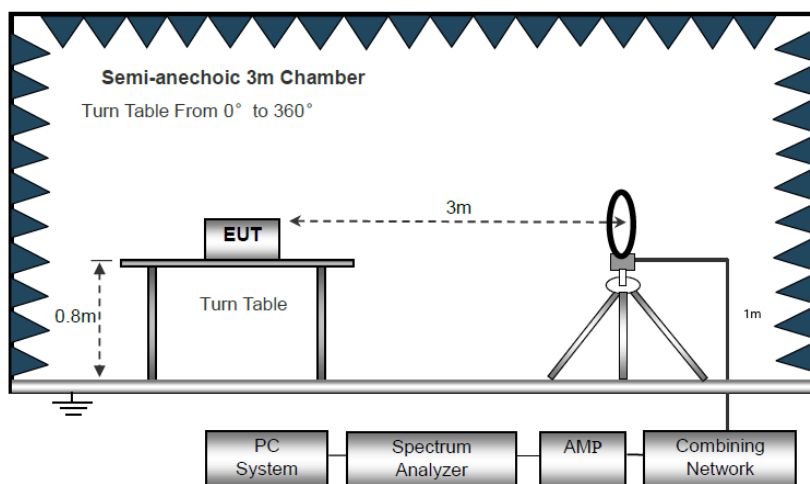 Semi-anechoic 3m Chamber
Turn Table From 0° to 360°
3m
EUT
0.8m
Turn Table
1m
PC
System
Spectrum
Analyzer
AMP
Combining
Network